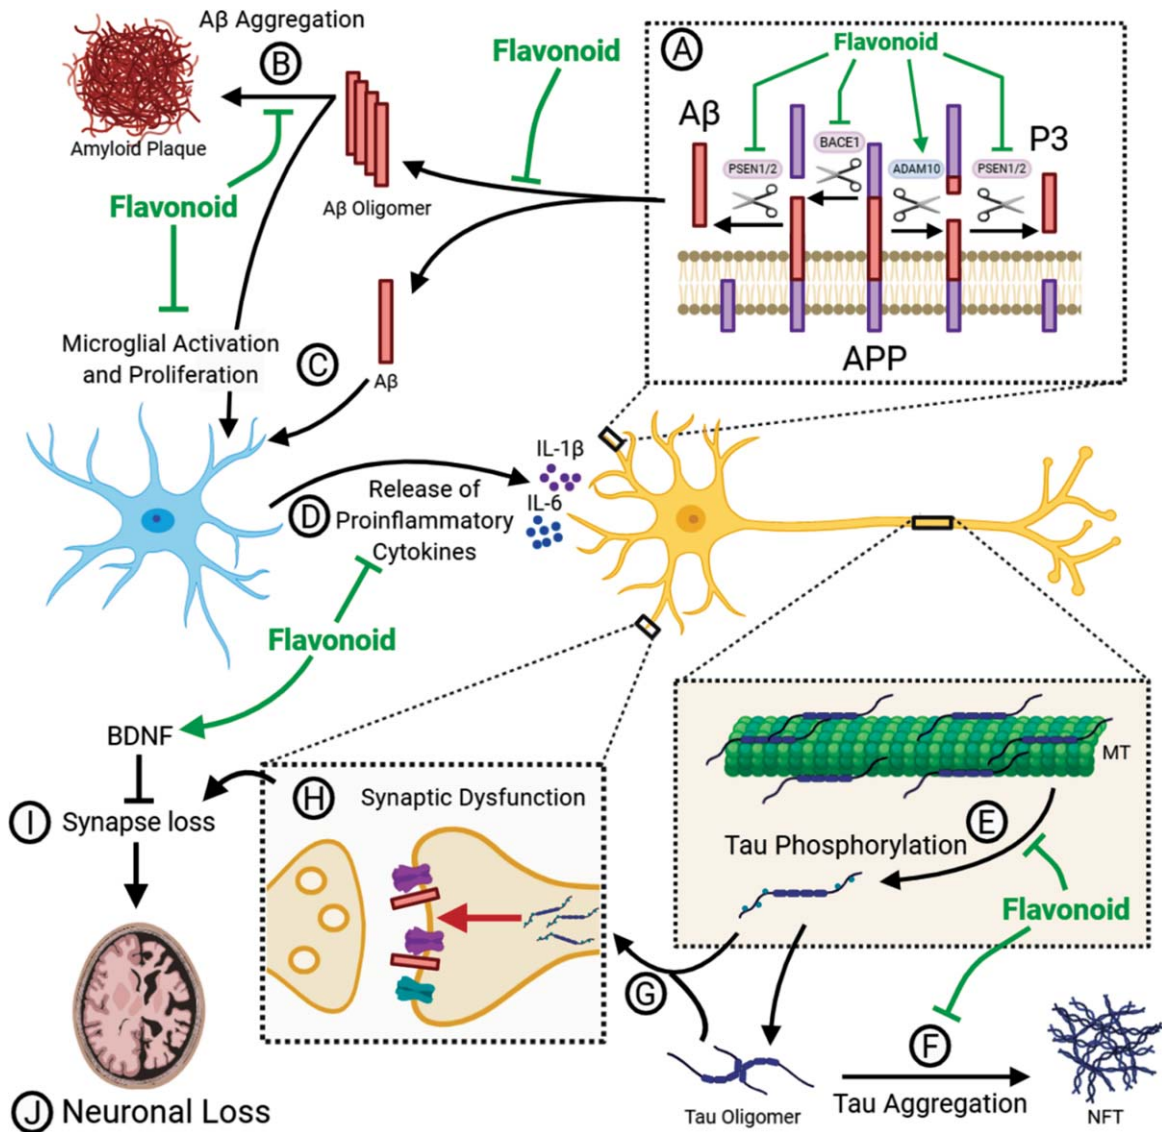 Aβ Aggregation
B
Amyloid Plaque
Aβ Oligomer
Flavonoid
Flavonoid
A
Flavonoid
Aβ
PSEN1/2
BACE1
ADAM10
PSEN1/2
P3
APP
Microglial Activation
and Proliferation
C
Aβ
D
Release of
Proinflammatory
Cytokines
IL-1β
IL-6
Flavonoid
BDNF
I
Synapse loss
J
Neuronal Loss
H
Synaptic Dysfunction
MT
E
Tau Phosphorylation
Flavonoid
G
Tau Oligomer
F
Tau Aggregation
NFT